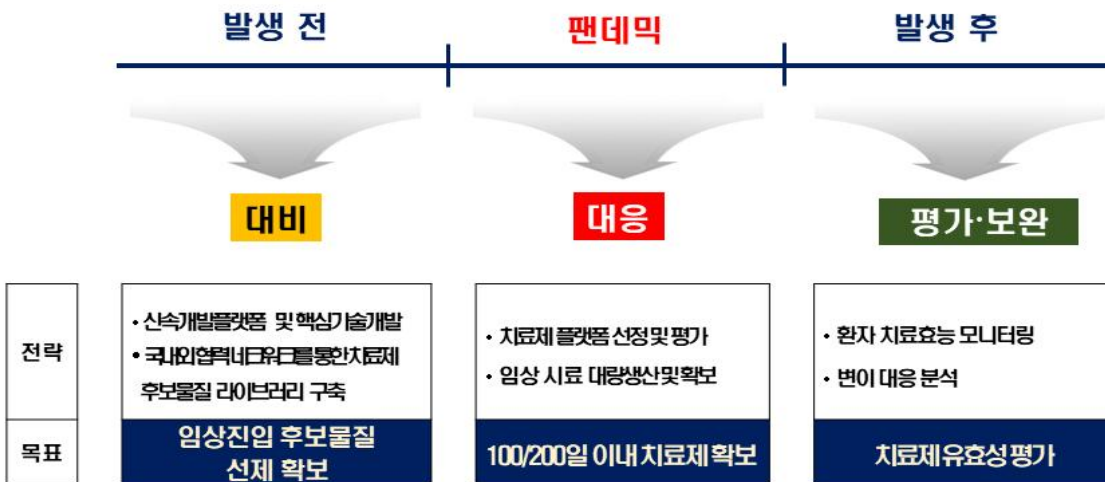 발생 전
팬데믹
발생 후
대비
대응
평가·보완
전략
• 신속개발플랫폼 및 핵심기술개발
• 국내외협력네트워크를통한치료제
후보물질 라이브러리 구축
• 치료제 플랫폼 선정 및 평가
• 임상 시료 대량생산 및 확보
• 환자 치료효능 모니터링
• 변이 대응 분석
목표
임상진입 후보물질
선제 확보
100/200일 이내 치료제 확보
치료제 유효성 평가